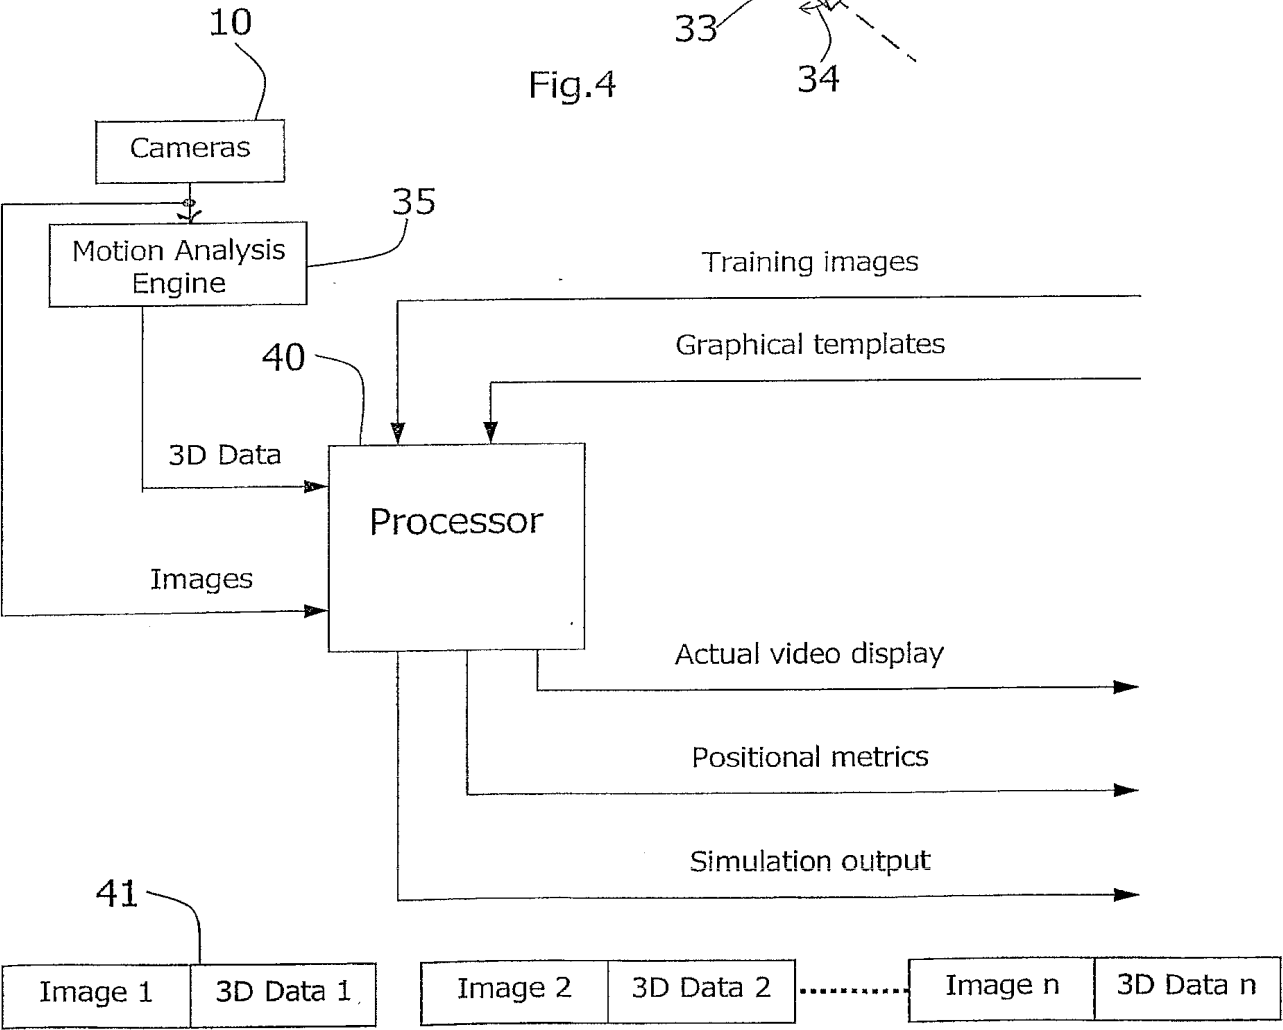 10
33
34
Fig.4
Cameras
35
Motion Analysis
Engine
Training images
Graphical templates
40
3D Data
Processor
Images
Actual video display
Positional metrics
Simulation output
41
Image 1 3D Data 1 Image 2 3D Data 2 Image n 3D Data n